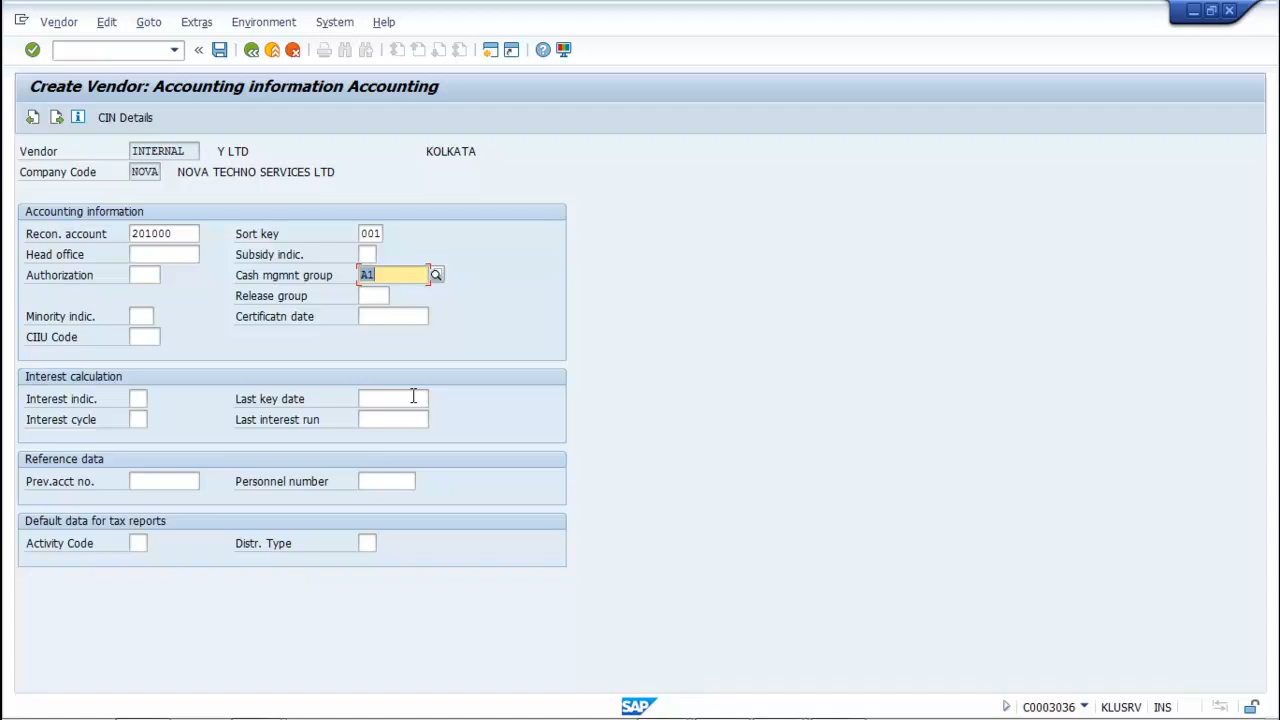 Vendor Edit Goto Extras Environment System Help
Create Vendor: Accounting information Accounting
CIN Details
Vendor INTERNAL Y LTD KOLKATA
Company Code NOVA NOVA TECHNO SERVICES LTD
Accounting information
Recon. account 201000 Sort key 001
Head office Subsidy indic.
Authorization Cash mgmnt group A1
Release group
Minority indic. Certificatn date
CIIU Code
Interest calculation
Interest indic. Last key date
Interest cycle Last interest run
Reference data
Prev.acct no. Personnel number
Default data for tax reports
Activity Code Distr. Type
SAP C0003036 KLUSRV INS